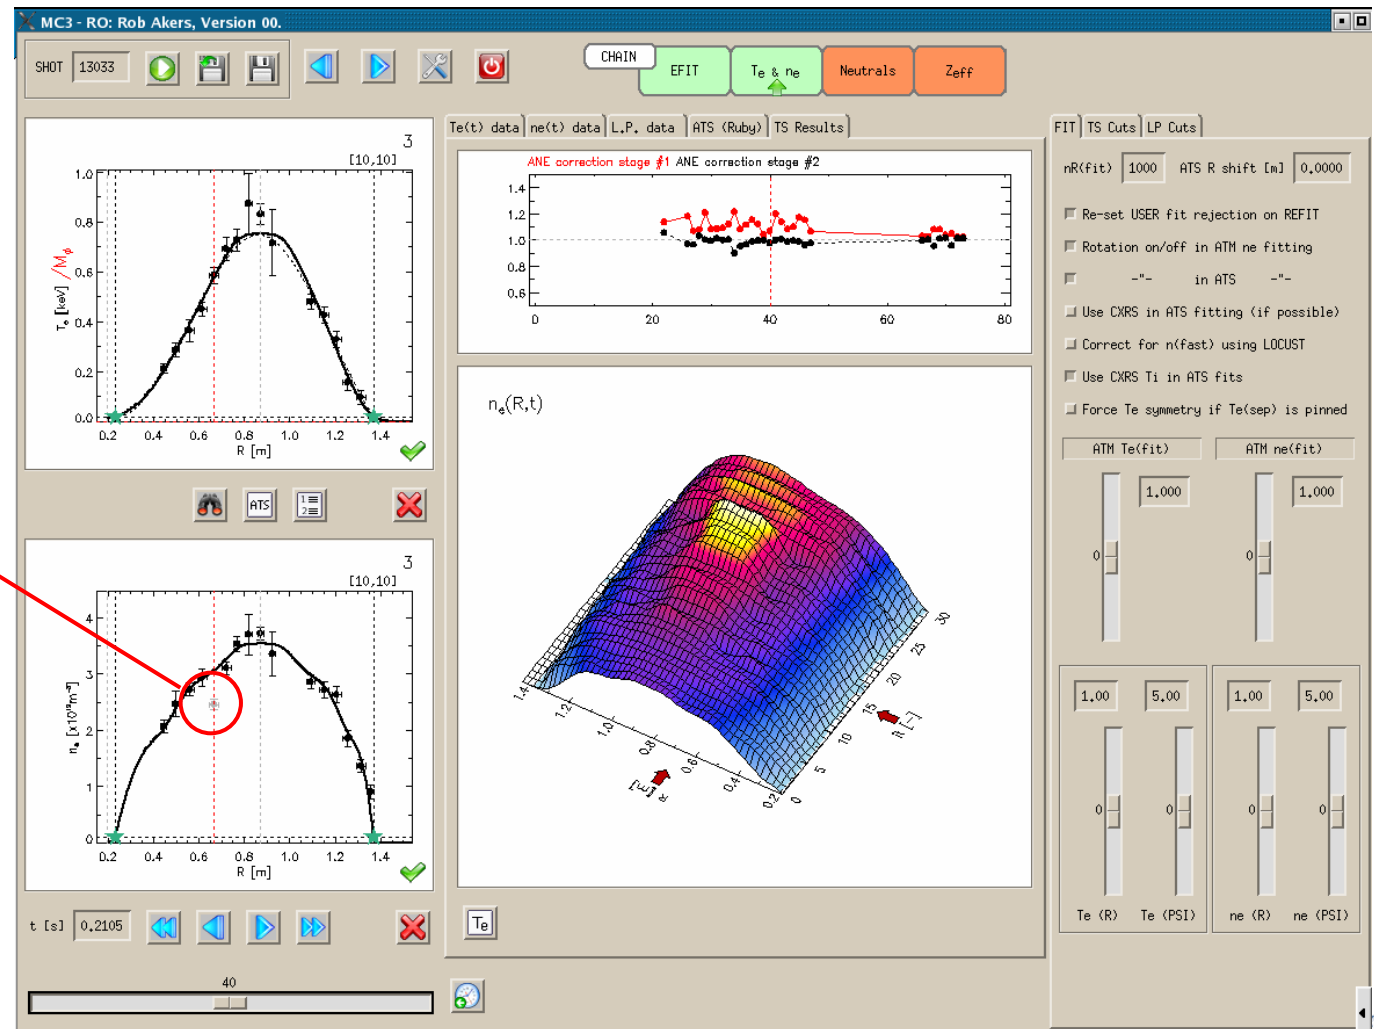 MC3 - RO: Rob Akers, Version 00.
SHOT 13033
CHAIN
EFIT
Te & ne
Neutrals
Zeff
Te(t) data ne(t) data L.P. data ATS (Ruby) TS Results
FIT TS Cuts LP Cuts
3
[10,10]
Te [keV] /Mϕ
1.0
0.8
0.6
0.4
0.2
0.0
0.2 0.4 0.6 0.8 1.0 1.2 1.4
R [m]
ATS
1
2
3
[10,10]
ne [x10¹⁹m⁻³]
4
3
2
1
0
0.2 0.4 0.6 0.8 1.0 1.2 1.4
R [m]
t [s] 0.2105
40
ANE correction stage #1 ANE correction stage #2
1.4
1.2
1.0
0.8
0.6
0 20 40 60 80
ne(R,t)
1.4 1.2 1.0 0.8 0.6 0.4 0.2
R [m]
0 5 10 15 20 25 30
R [-]
Te
nR(fit) 1000 ATS R shift [m] 0.0000
Re-set USER fit rejection on REFIT
Rotation on/off in ATM ne fitting
-"- in ATS -"-
Use CXRS in ATS fitting (if possible)
Correct for n(fast) using LOCUST
Use CXRS Ti in ATS fits
Force Te symmetry if Te(sep) is pinned
ATM Te(fit) ATM ne(fit)
1.000 1.000
0 0
1.00 5.00 1.00 5.00
0 0 0 0
Te (R) Te (PSI) ne (R) ne (PSI)